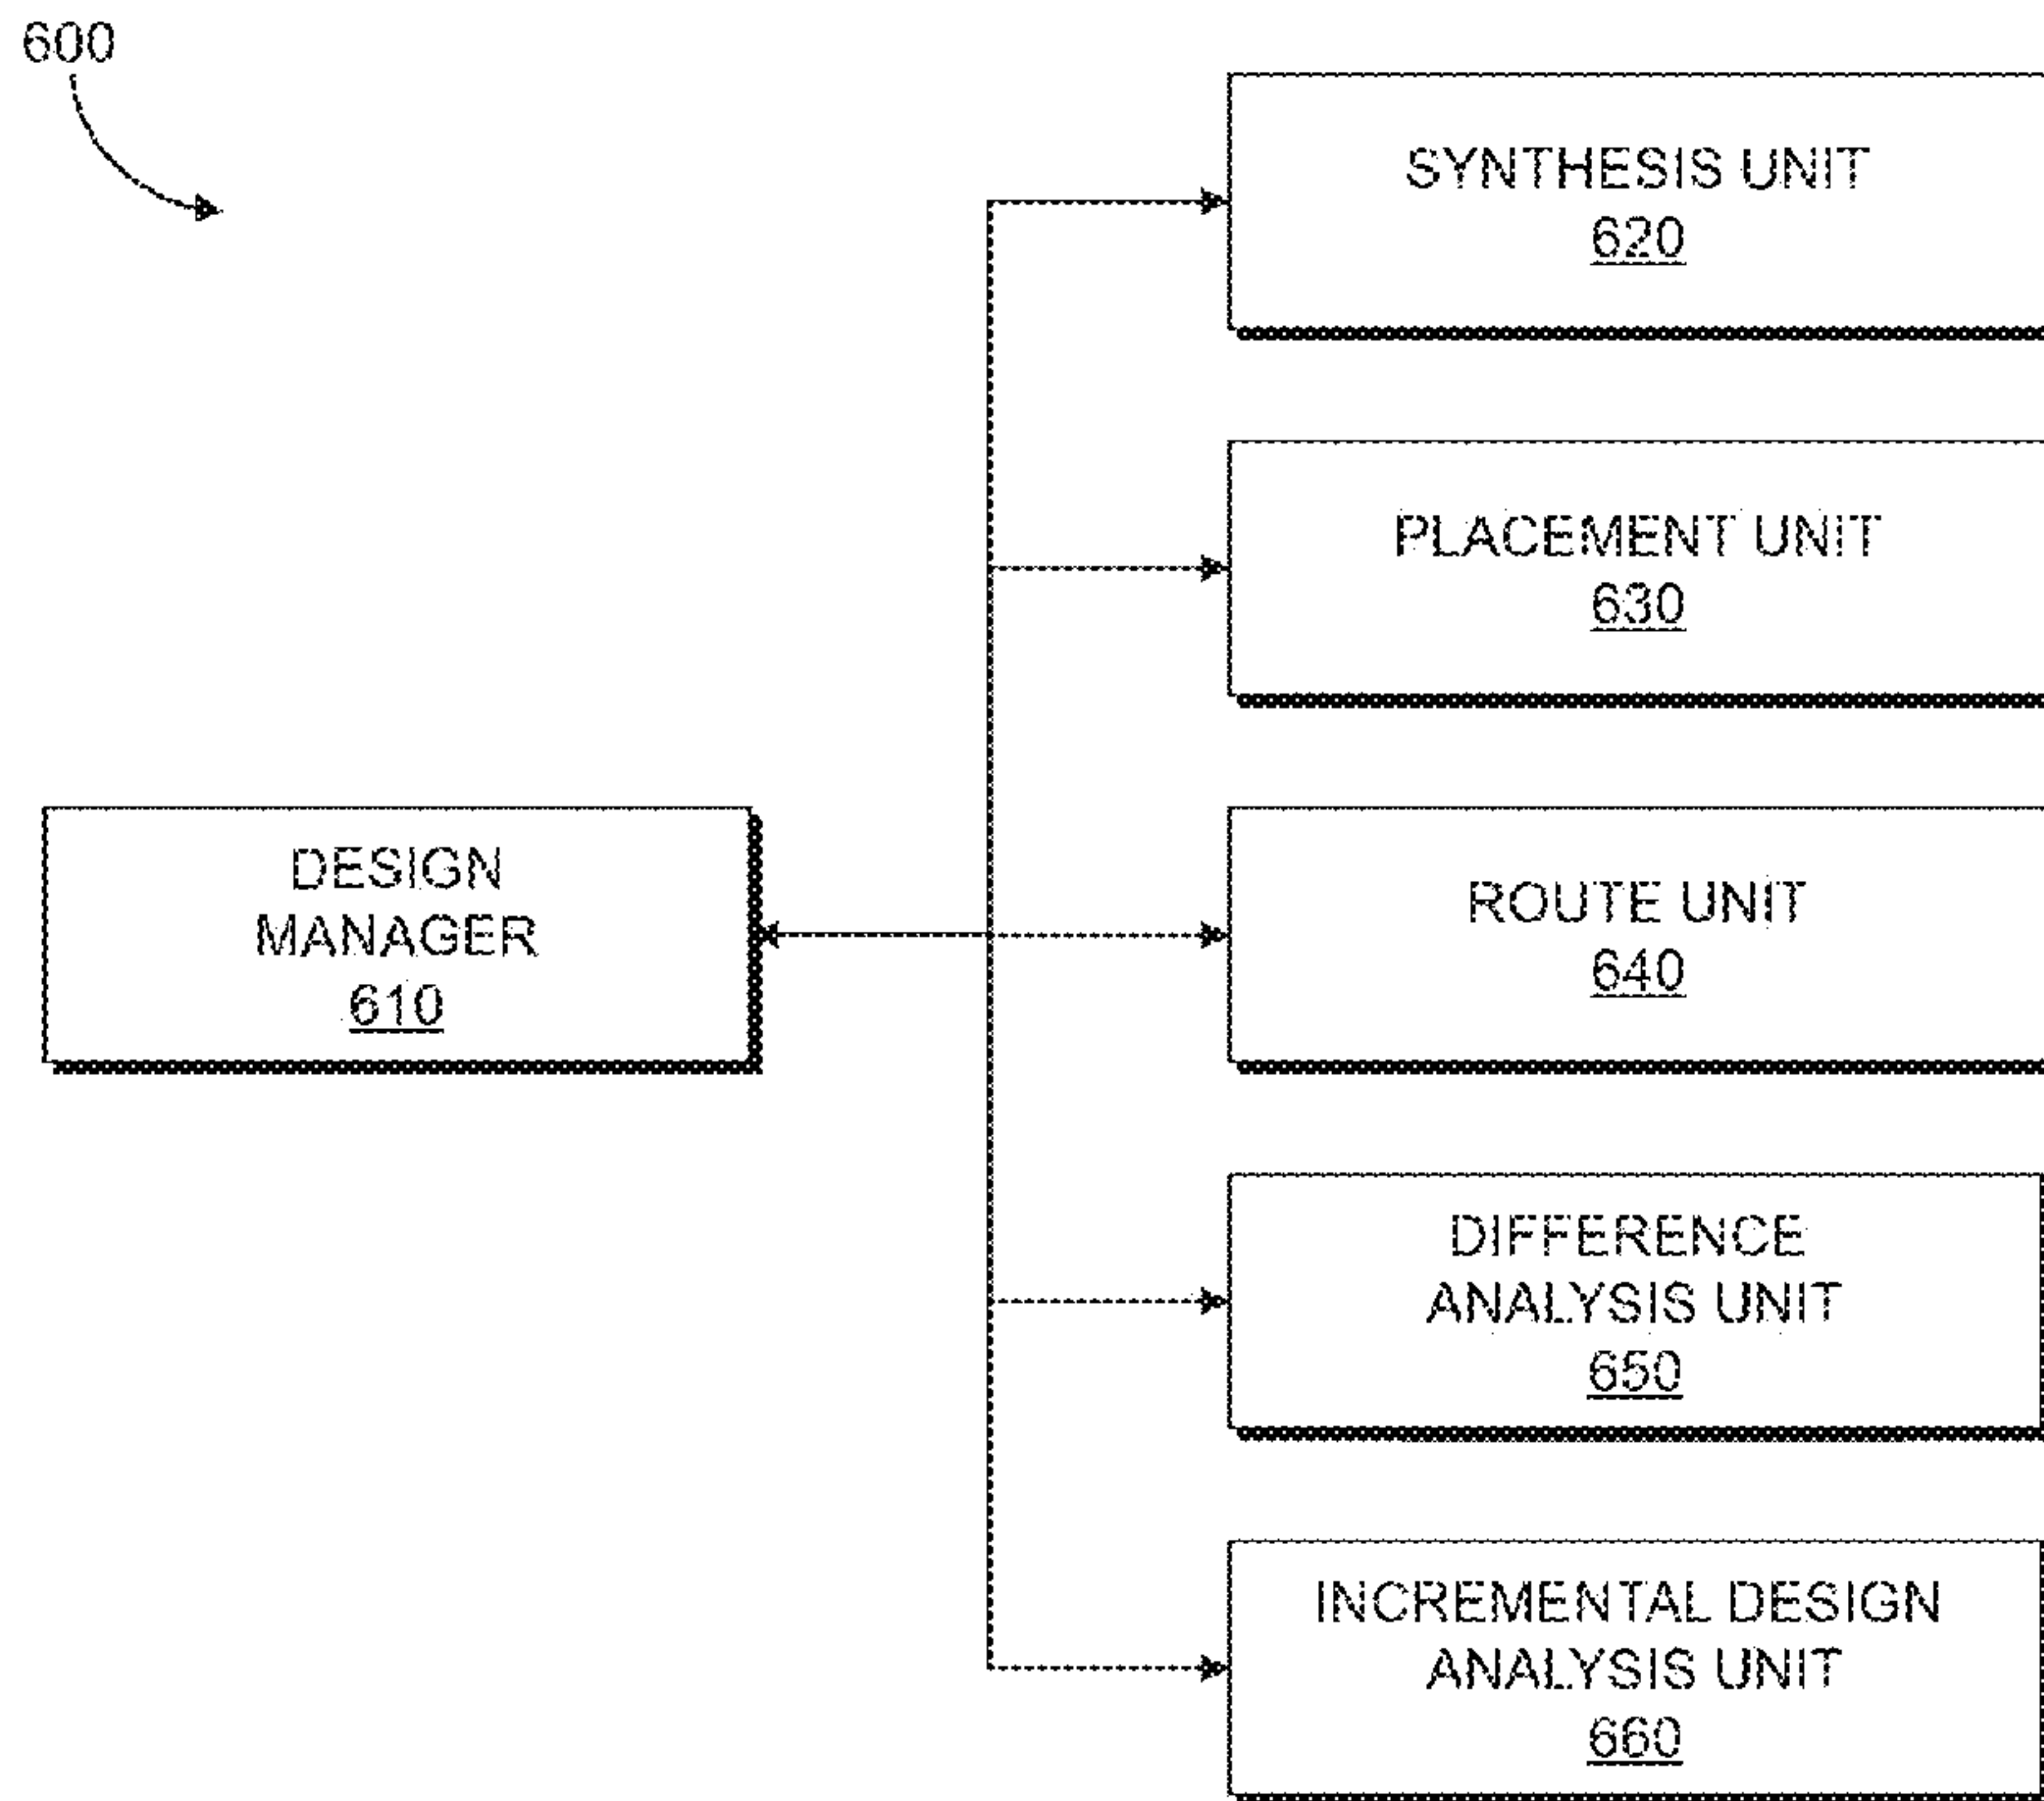 600
SYNTHESIS UNIT
620
PLACEMENT UNIT
630
DESIGN
MANAGER
610
ROUTE UNIT
640
DIFFERENCE
ANALYSIS UNIT
650
INCREMENTAL DESIGN
ANALYSIS UNIT
660